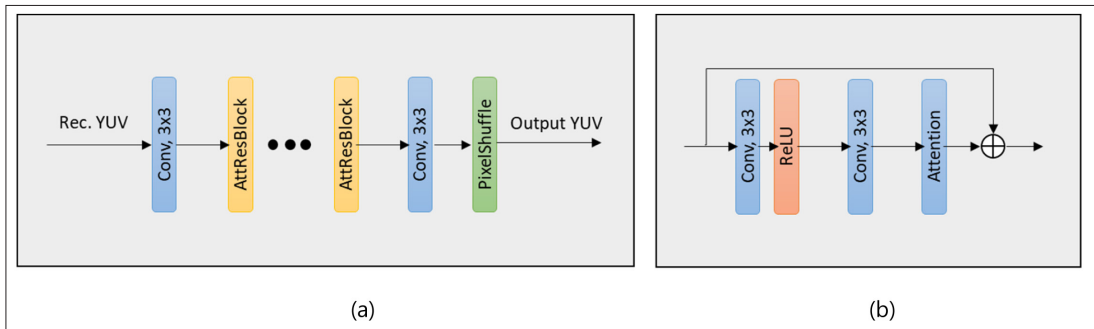 Rec. YUV
Conv, 3x3
AttResBlock
AttResBlock
Conv, 3x3
PixelShuffle
Output YUV
(a)
Conv, 3x3
ReLU
Conv, 3x3
Attention
(b)